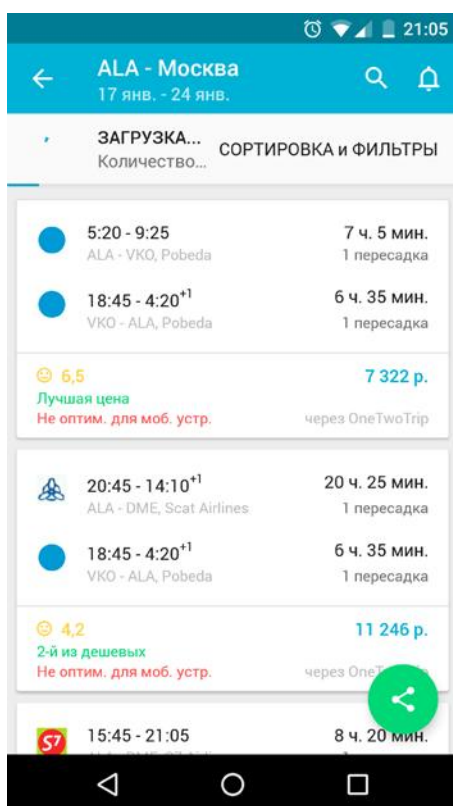 21:05
ALA - Москва
17 янв. - 24 янв.
ЗАГРУЗКА...
Количество...
СОРТИРОВКА и ФИЛЬТРЫ
5:20 - 9:25 7 ч. 5 мин.
ALA - VKO, Pobeda 1 пересадка
18:45 - 4:20+1 6 ч. 35 мин.
VKO - ALA, Pobeda 1 пересадка
6,5 7 322 р.
Лучшая цена
Не оптим. для моб. устр. через OneTwoTrip
20:45 - 14:10+1 20 ч. 25 мин.
ALA - DME, Scat Airlines 1 пересадка
18:45 - 4:20+1 6 ч. 35 мин.
VKO - ALA, Pobeda 1 пересадка
4,2 11 246 р.
2-й из дешевых
Не оптим. для моб. устр. через One
S7 15:45 - 21:05 8 ч. 20 мин.